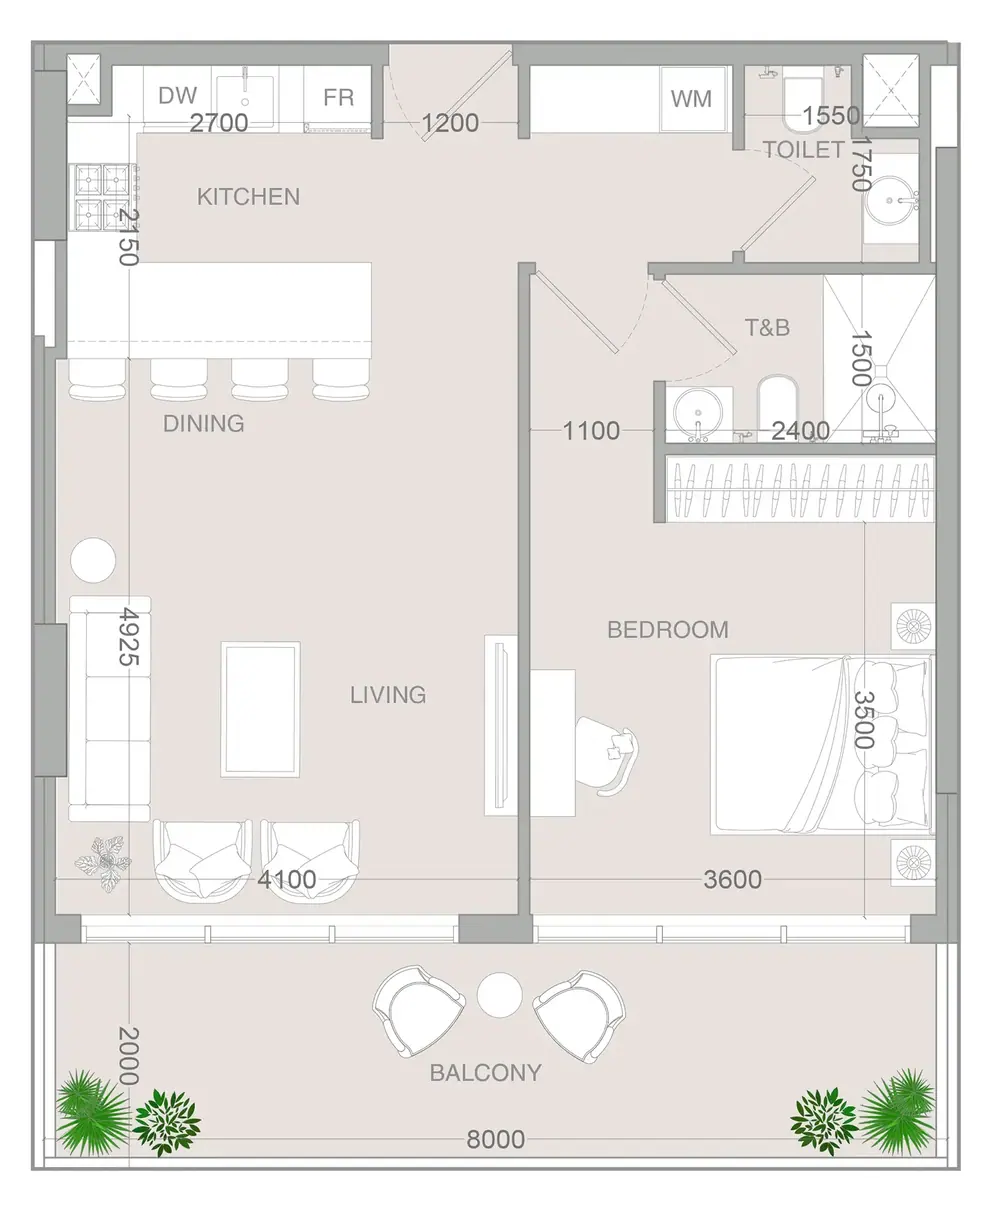 DW
FR
WM
2700
1200
1550
TOILET
1750
KITCHEN
2150
T&B
1500
DINING
1100
2400
4925
BEDROOM
LIVING
3500
4100
3600
2000
BALCONY
8000